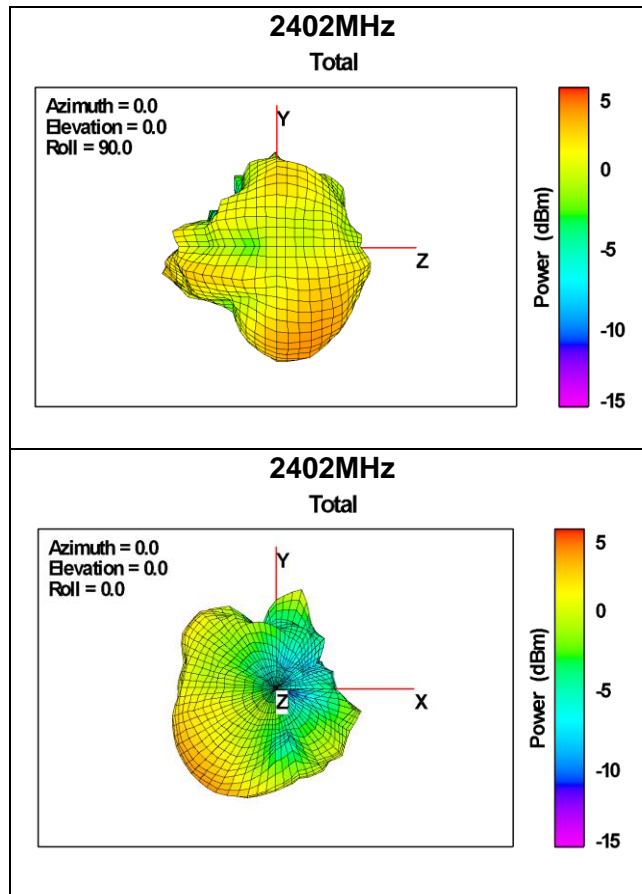 2402MHz
Total
Azimuth = 0.0
Elevation = 0.0
Roll = 90.0
Y
Z
5
0
-5
-10
-15
Power (dBm)
2402MHz
Total
Azimuth = 0.0
Elevation = 0.0
Roll = 0.0
Y
Z
X
5
0
-5
-10
-15
Power (dBm)